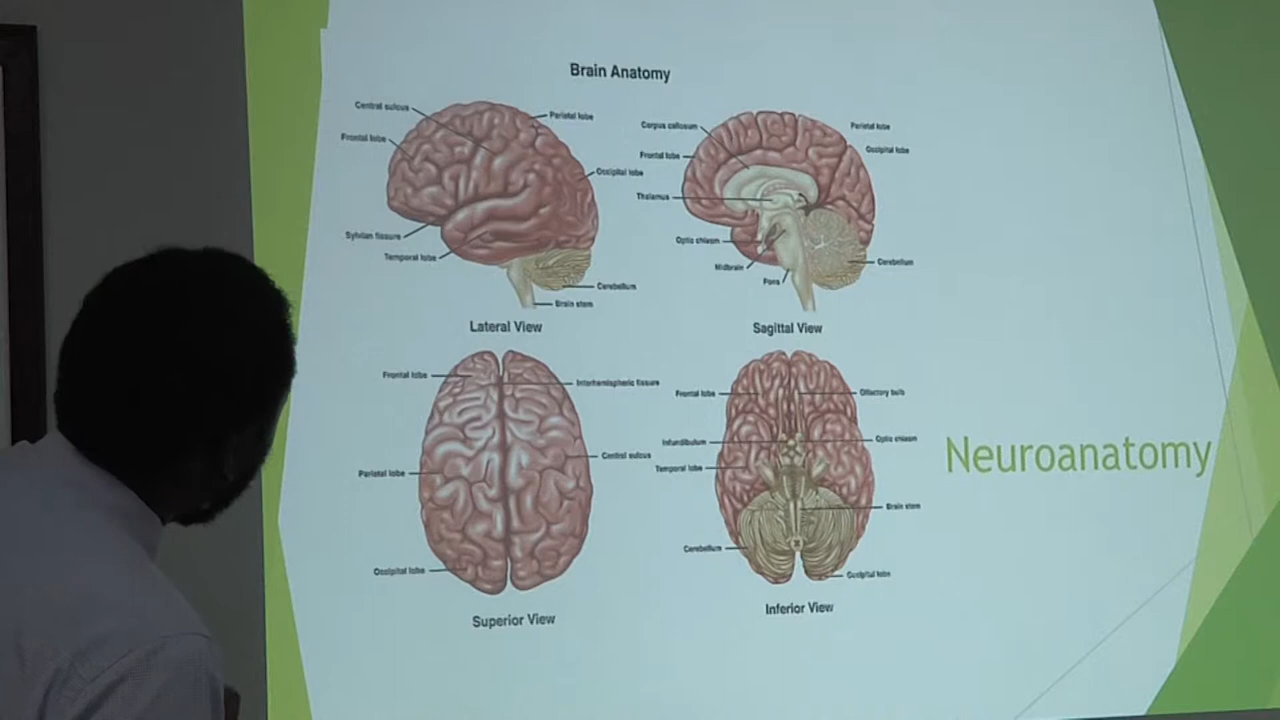 Brain Anatomy
Central sulcus
Parietal lobe
Frontal lobe
Occipital lobe
Sylvian fissure
Temporal lobe
Cerebellum
Brain stem
Lateral View
Corpus callosum
Parietal lobe
Occipital lobe
Frontal lobe
Thalamus
Optic chiasm
Midbrain
Pons
Cerebellum
Sagittal View
Frontal lobe
Interhemispheric fissure
Central sulcus
Parietal lobe
Occipital lobe
Superior View
Frontal lobe
Olfactory bulb
Infundibulum
Optic chiasm
Temporal lobe
Brain stem
Cerebellum
Occipital lobe
Inferior View
Neuroanatomy